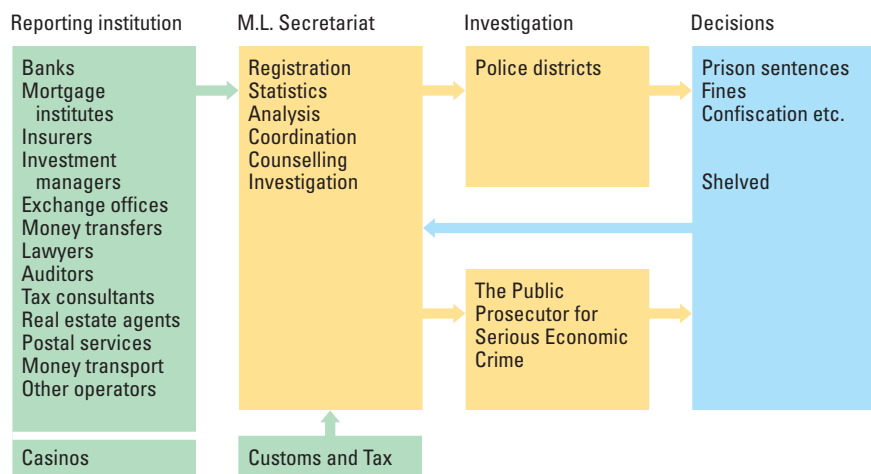 Reporting institution
M.L. Secretariat
Investigation
Decisions
Banks
Mortgage
institutes
Insurers
Investment
managers
Exchange offices
Money transfers
Lawyers
Auditors
Tax consultants
Real estate agents
Postal services
Money transport
Other operators
Casinos
Registration
Statistics
Analysis
Coordination
Counselling
Investigation
Customs and Tax
Police districts
The Public
Prosecutor for
Serious Economic
Crime
Prison sentences
Fines
Confiscation etc.
Shelved